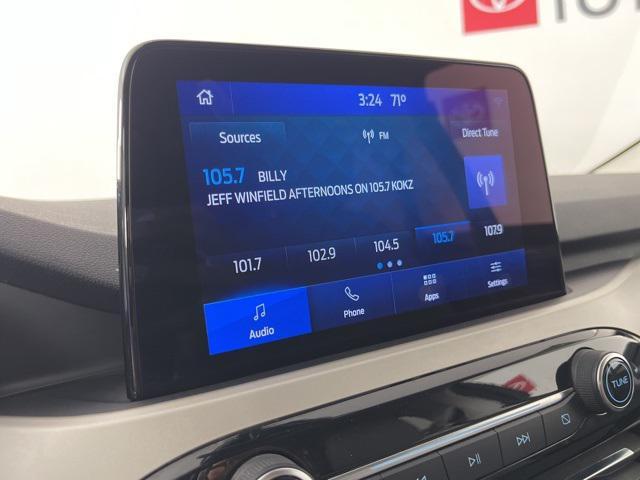 TOYO
3:24 71°
Sources FM Direct Tune
105.7 BILLY
JEFF WINFIELD AFTERNOONS ON 105.7 KOKZ
101.7 102.9 104.5 105.7 107.9
Audio Phone Apps Settings
TUNE